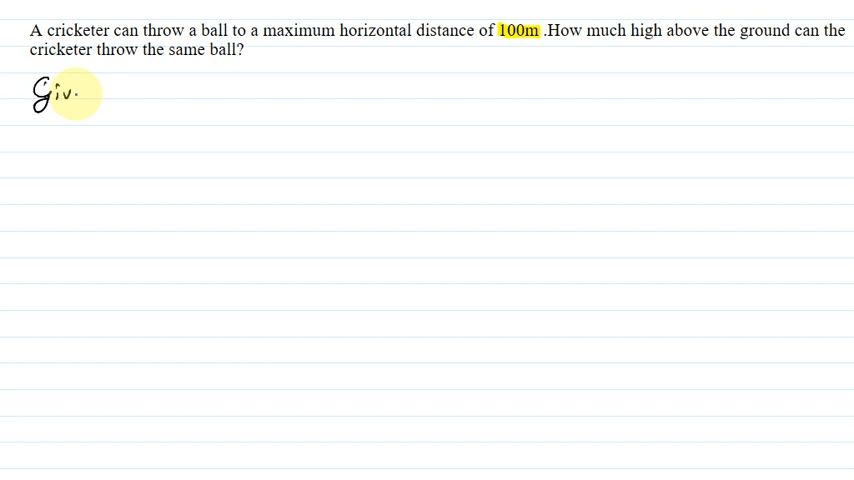 A cricketer can throw a ball to a maximum horizontal distance of 100m .How much high above the ground can the
cricketer throw the same ball?
Giv.